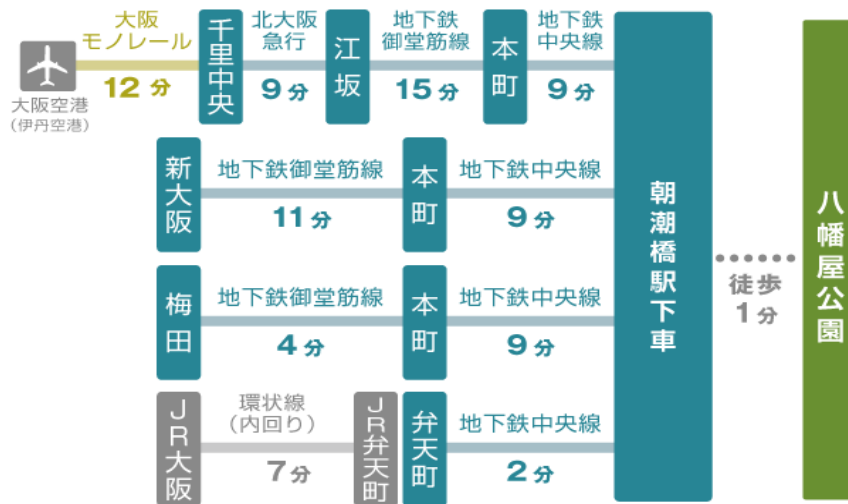 大阪
モノレール
12 分
大阪空港
(伊丹空港)
千里中央
北大阪
急行
9 分
江坂
地下鉄
御堂筋線
15 分
本町
地下鉄
中央線
9 分
新大阪
地下鉄御堂筋線
11 分
本町
地下鉄中央線
9 分
梅田
地下鉄御堂筋線
4 分
本町
地下鉄中央線
9 分
JR大阪
環状線
(内回り)
7 分
JR弁天町
弁天町
地下鉄中央線
2 分
朝潮橋駅下車
徒歩
1 分
八幡屋公園